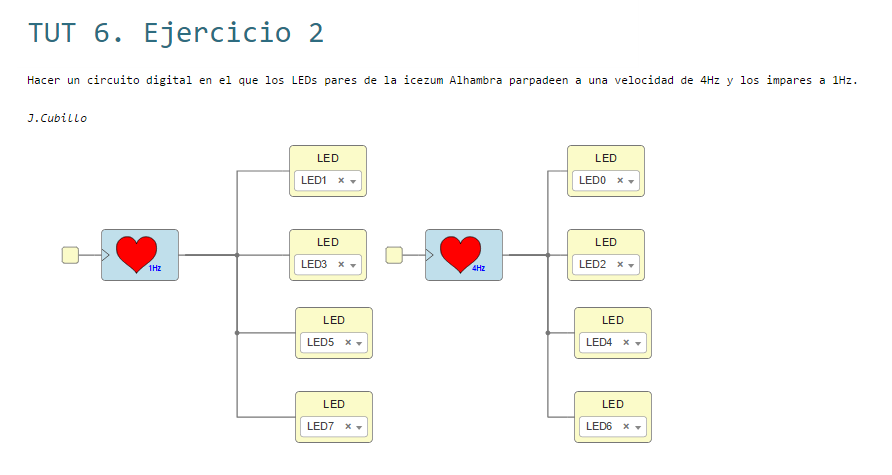 TUT 6. Ejercicio 2
Hacer un circuito digital en el que los LEDs pares de la icezum Alhambra parpadeen a una velocidad de 4Hz y los impares a 1Hz.
J.Cubillo
LED
LED1 × ▾
LED
LED0 × ▾
1Hz
LED
LED3 × ▾
4Hz
LED
LED2 × ▾
LED
LED5 × ▾
LED
LED4 × ▾
LED
LED7 × ▾
LED
LED6 × ▾